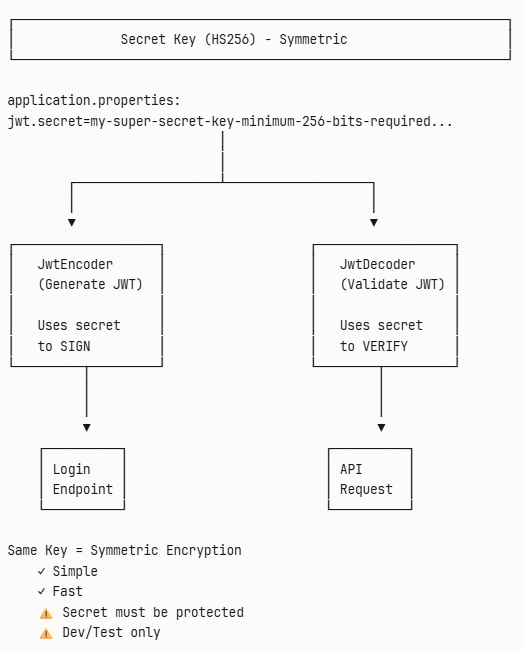 Secret Key (HS256) - Symmetric
application.properties:
jwt.secret=my-super-secret-key-minimum-256-bits-required...
JwtEncoder
(Generate JWT)
Uses secret
to SIGN
JwtDecoder
(Validate JWT)
Uses secret
to VERIFY
Login
Endpoint
API
Request
Same Key = Symmetric Encryption
✓ Simple
✓ Fast
⚠️ Secret must be protected
⚠️ Dev/Test only